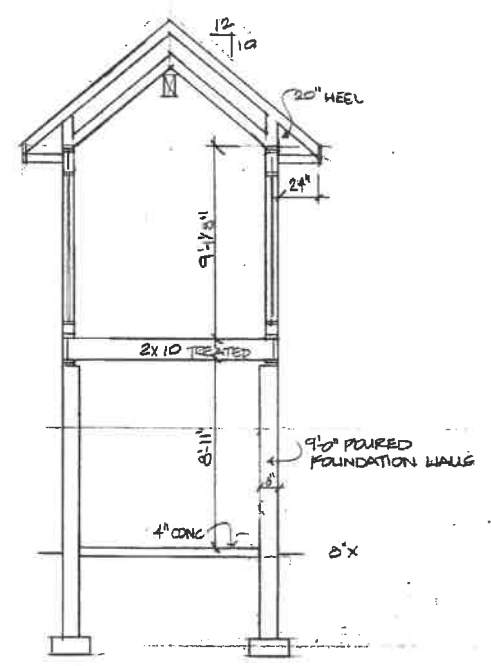 12
10
20" HEEL
24"
9'-1 1/8"
2x10 TREATED
8'-11"
9'-0" POURED
FOUNDATION WALLS
8"
4" CONC
8"X